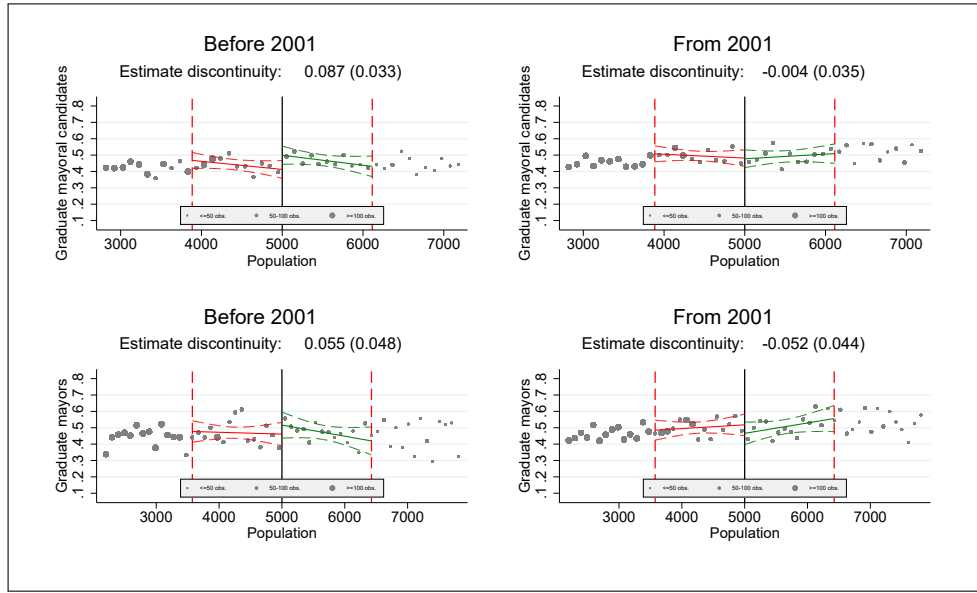 Before 2001
Estimate discontinuity: 0.087 (0.033)
Graduate mayoral candidates
.1 .2 .3 .4 .5 .6 .7 .8
<=50 obs. 50-100 obs. >=100 obs.
3000 4000 5000 6000 7000
Population
From 2001
Estimate discontinuity: -0.004 (0.035)
Graduate mayoral candidates
.1 .2 .3 .4 .5 .6 .7 .8
<=50 obs. 50-100 obs. >=100 obs.
3000 4000 5000 6000 7000
Population
Before 2001
Estimate discontinuity: 0.055 (0.048)
Graduate mayors
.1 .2 .3 .4 .5 .6 .7 .8
<=50 obs. 50-100 obs. >=100 obs.
3000 4000 5000 6000 7000
Population
From 2001
Estimate discontinuity: -0.052 (0.044)
Graduate mayors
.1 .2 .3 .4 .5 .6 .7 .8
<=50 obs. 50-100 obs. >=100 obs.
3000 4000 5000 6000 7000
Population